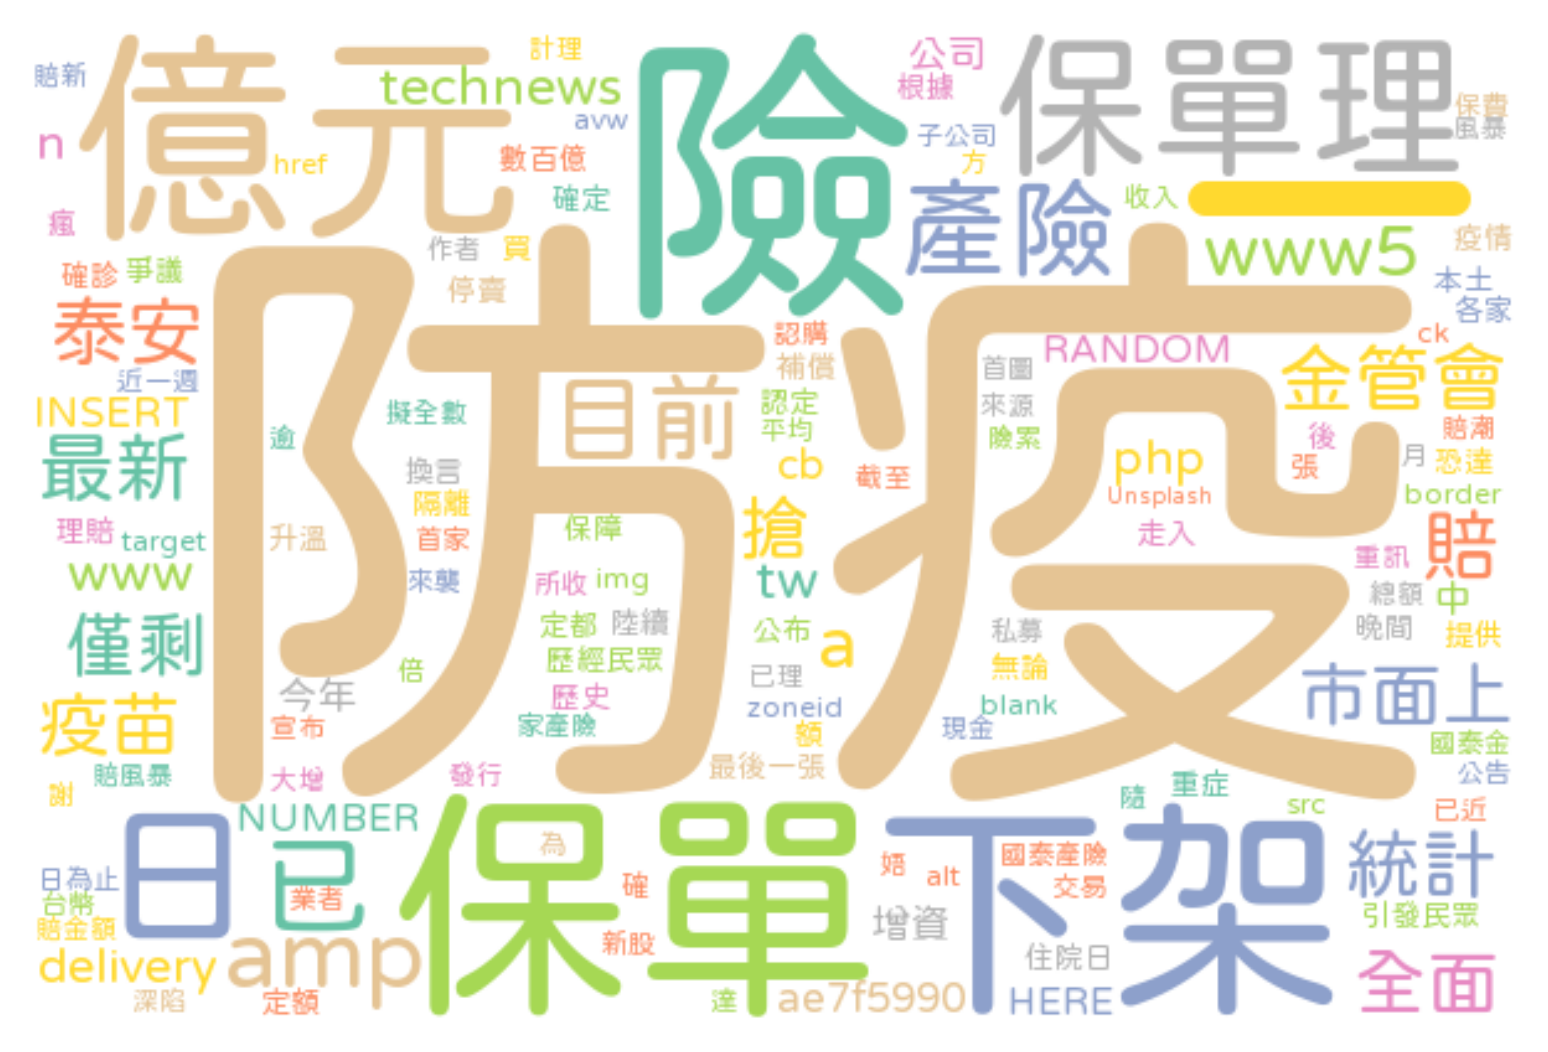 億元
險
保單理
計理
賠新
technews
公司
根據
保費
風暴
avw
n
href
數百億
子公司
方
確定
產險
收入
瘋
作者
買
www5
疫情
確診
爭議
停賣
本土
各家
泰安
防疫
認購
補償
RANDOM
ck
首圖
金管會
近一週
目前
INSERT
擬全數
認定
平均
來源
險累
逾
最新
換言
cb
截至
php
後
張
月
賠潮
恐達
隔離
Unsplash
border
理賠
target
升溫
首家
保障
搶
走入
賠
重訊
www
來襲
所收
img
tw
總額
中
僅剩
定都
陸續
公布
a
私募
晚間
提供
歷經民眾
倍
無論
今年
已理
歷史
zoneid
blank
市面上
疫苗
宣布
家產險
額
現金
國泰金
賠風暴
大增
發行
最後一張
公告
謝
隨
重症
src
已近
NUMBER
日
已
保單
下架
為
國泰產險
統計
日為止
業者
確
婚
alt
交易
台幣
引發民眾
賠金額
amp
增資
新股
住院日
delivery
全面
深陷
定額
達
ae7f5990
HERE